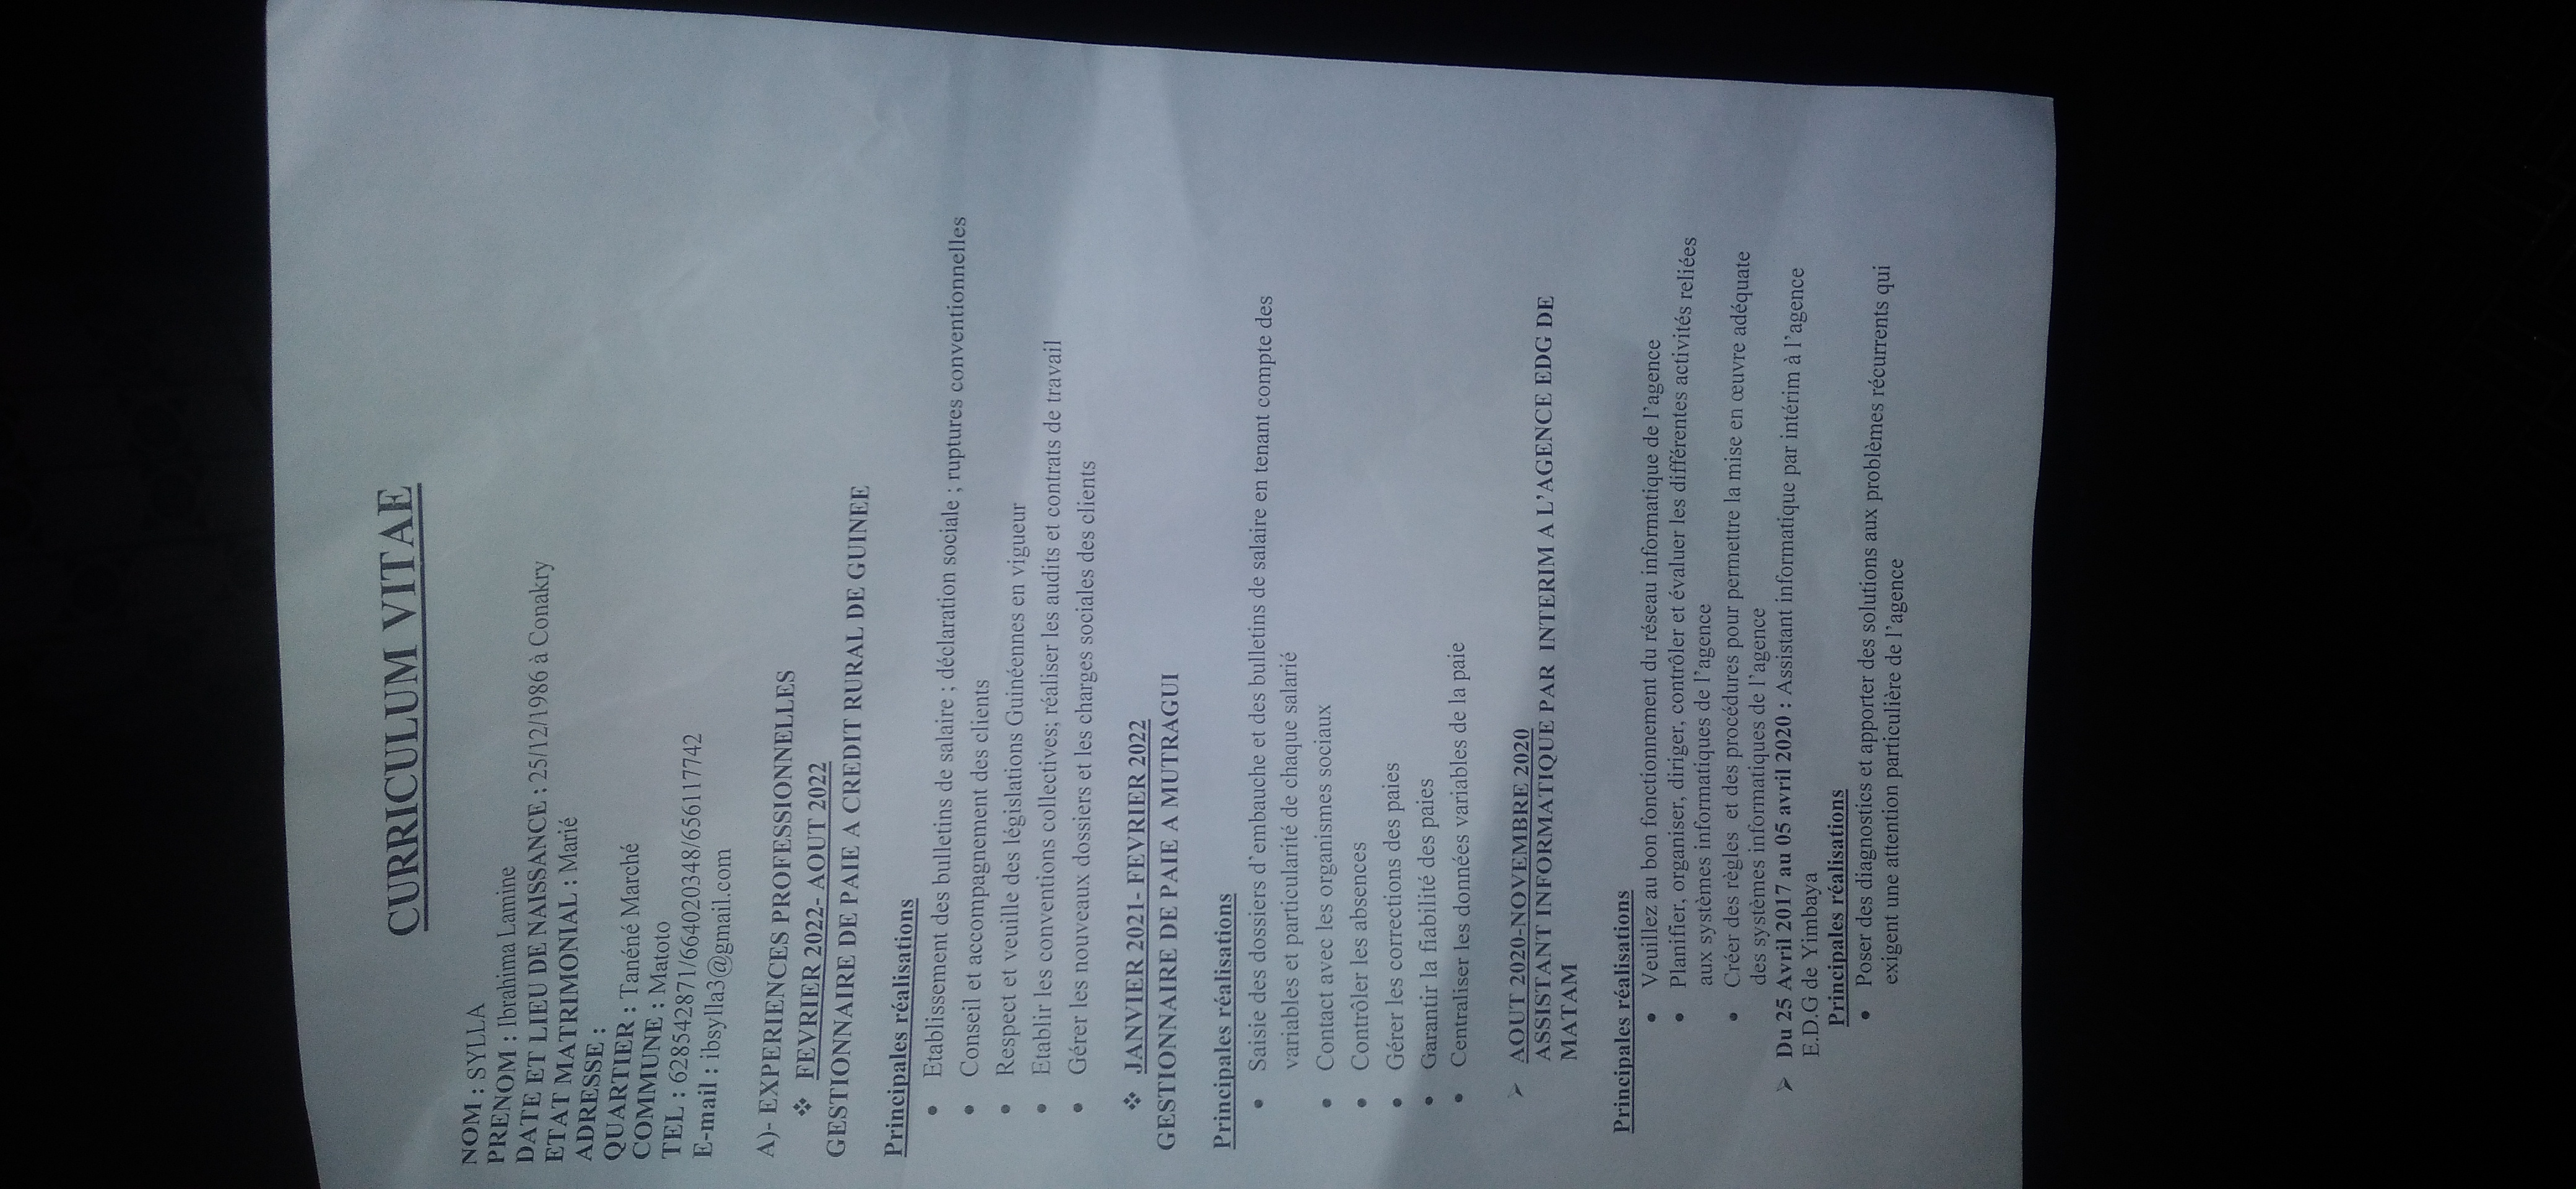 CURRICULUM VITAE
NOM : SYLLA
PRENOM : Ibrahima Lamine
DATE ET LIEU DE NAISSANCE : 25/12/1986 à Conakry
ETAT MATRIMONIAL : Marié
ADRESSE :
QUARTIER : Tanéné Marché
COMMUNE : Matoto
TEL : 628542871/664020348/656117742
E-mail : ibsylla3@gmail.com
A)- EXPERIENCES PROFESSIONNELLES
❖ FEVRIER 2022- AOUT 2022
GESTIONNAIRE DE PAIE A CREDIT RURAL DE GUINEE
Principales réalisations
• Etablissement des bulletins de salaire ; déclaration sociale ; ruptures conventionnelles
• Conseil et accompagnement des clients
• Respect et veuille des législations Guinéennes en vigueur
• Etablir les conventions collectives; réaliser les audits et contrats de travail
• Gérer les nouveaux dossiers et les charges sociales des clients
❖ JANVIER 2021- FEVRIER 2022
GESTIONNAIRE DE PAIE A MUTRAGUI
Principales réalisations
• Saisie des dossiers d’embauche et des bulletins de salaire en tenant compte des
variables et particularité de chaque salarié
• Contact avec les organismes sociaux
• Contrôler les absences
• Gérer les corrections des paies
• Garantir la fiabilité des paies
• Centraliser les données variables de la paie
➢ AOUT 2020-NOVEMBRE 2020
ASSISTANT INFORMATIQUE PAR INTERIM A L’AGENCE EDG DE
MATAM
Principales réalisations
• Veuillez au bon fonctionnement du réseau informatique de l’agence
• Planifier, organiser, diriger, contrôler et évaluer les différentes activités reliées
aux systèmes informatiques de l’agence
• Créer des règles et des procédures pour permettre la mise en œuvre adéquate
des systèmes informatiques de l’agence
➢ Du 25 Avril 2017 au 05 avril 2020 : Assistant informatique par intérim à l’agence
E.D.G de Yimbaya
Principales réalisations
• Poser des diagnostics et apporter des solutions aux problèmes récurrents qui
exigent une attention particulière de l’agence